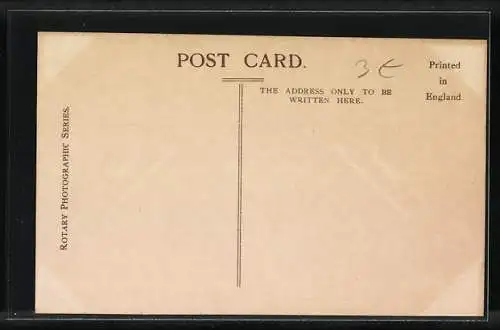 POST CARD.
3 €
Printed
in
England.
THE ADDRESS ONLY TO BE
WRITTEN HERE.
ROTARY PHOTOGRAPHIC SERIES.